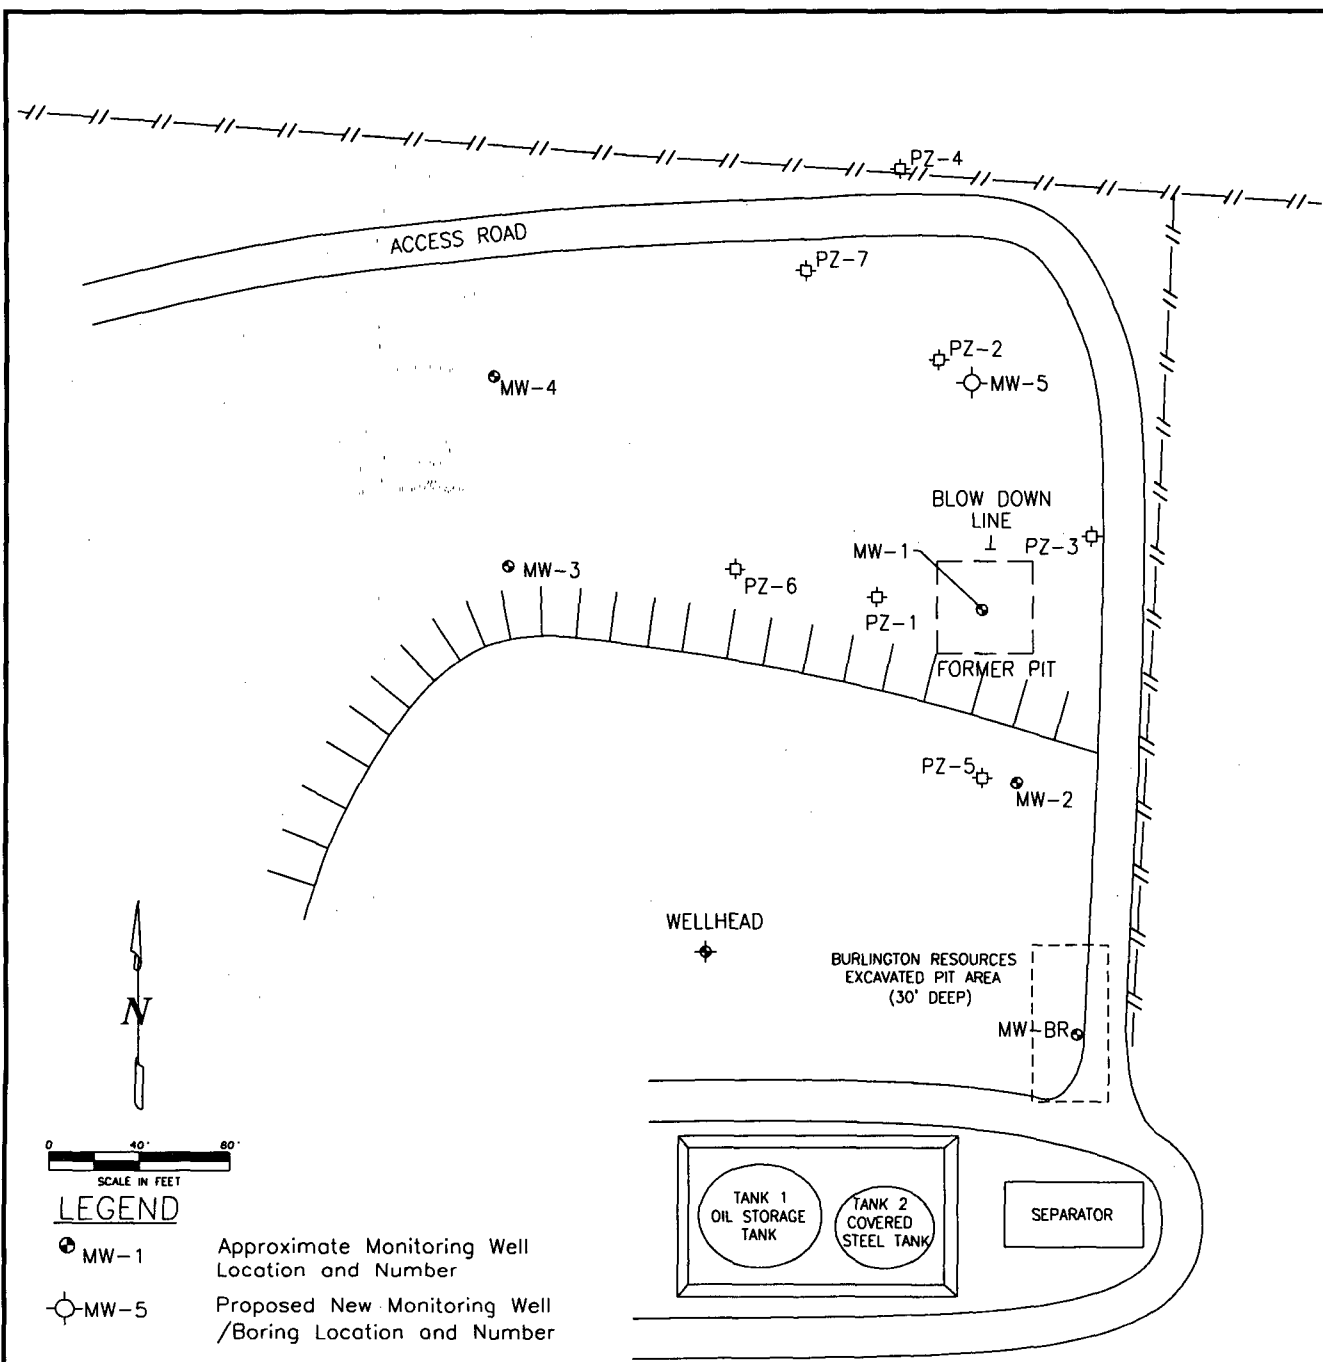 PZ-4
ACCESS ROAD
PZ-7
PZ-2
MW-4
MW-5
BLOW DOWN
LINE
MW-1
PZ-3
MW-3
PZ-6
PZ-1
FORMER PIT
PZ-5
MW-2
WELLHEAD
BURLINGTON RESOURCES
EXCAVATED PIT AREA
(30' DEEP)
MW-BR
N
0 40' 80'
SCALE IN FEET
TANK 1
OIL STORAGE
TANK
TANK 2
COVERED
STEEL TANK
SEPARATOR
LEGEND
MW-1 Approximate Monitoring Well
Location and Number
MW-5 Proposed New Monitoring Well
/Boring Location and Number